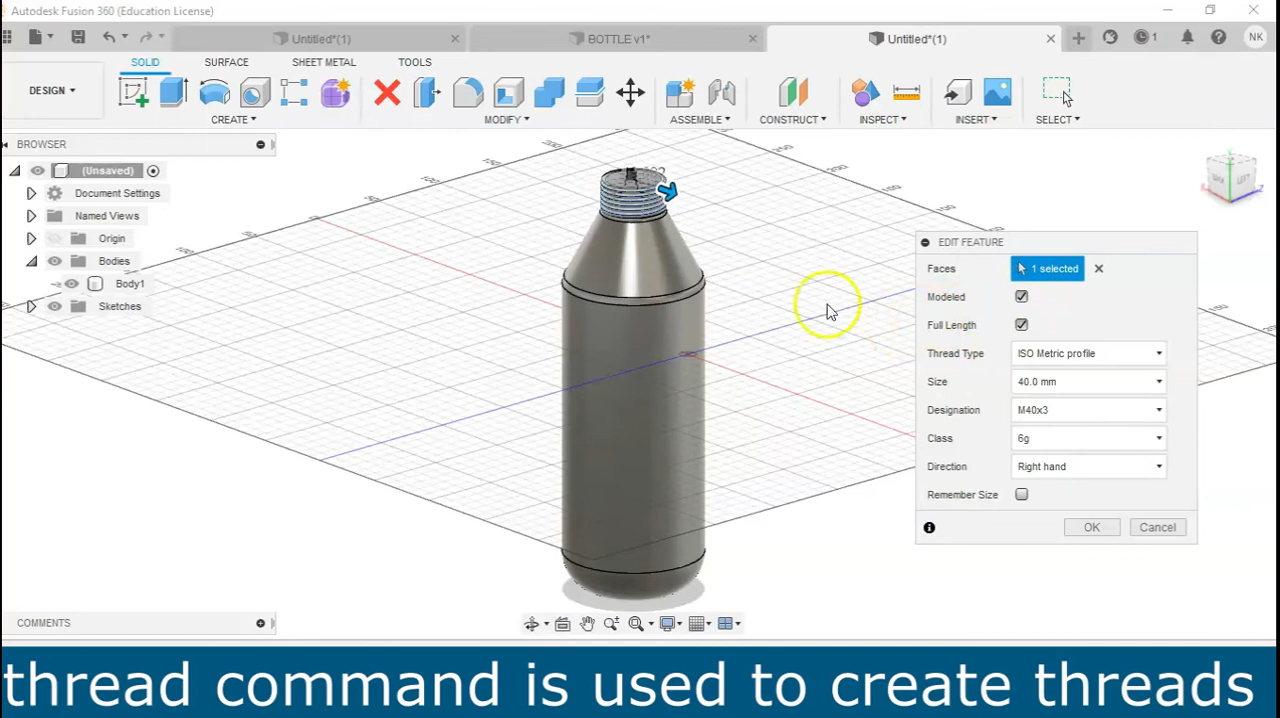 Autodesk Fusion 360 (Education License)
Untitled*(1)
BOTTLE v1*
Untitled*(1)
1
NK
SOLID
SURFACE
SHEET METAL
TOOLS
DESIGN
CREATE
MODIFY
ASSEMBLE
CONSTRUCT
INSPECT
INSERT
SELECT
BROWSER
(Unsaved)
Document Settings
Named Views
Origin
Bodies
Body1
Sketches
LEFT
EDIT FEATURE
Faces 1 selected
Modeled
Full Length
Thread Type ISO Metric profile
Size 40.0 mm
Designation M40x3
Class 6g
Direction Right hand
Remember Size
OK Cancel
COMMENTS
thread command is used to create threads